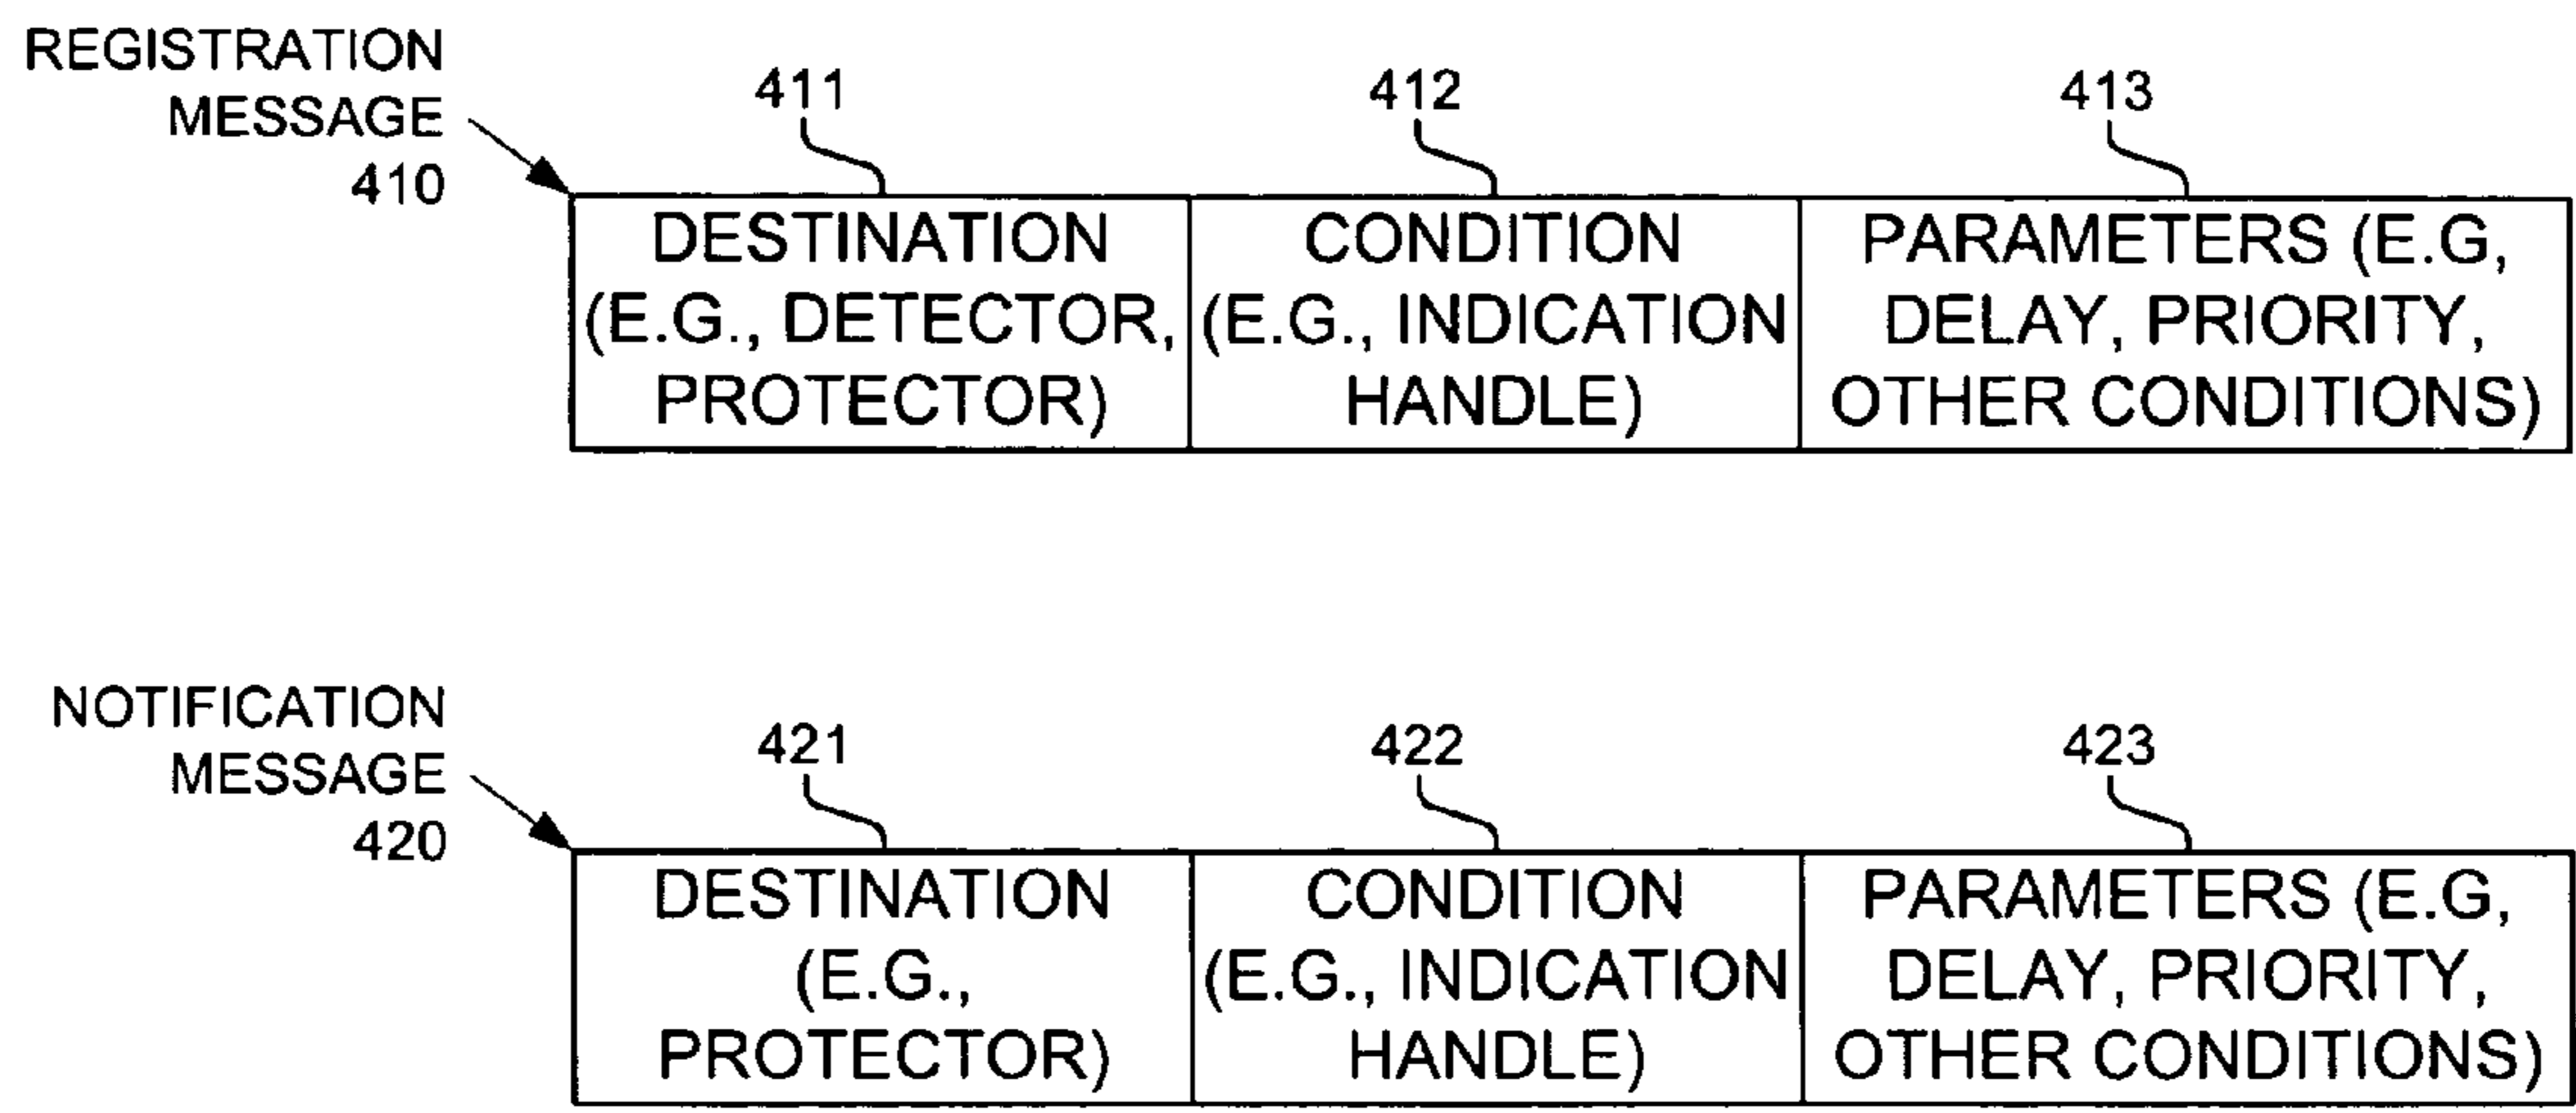 REGISTRATION
MESSAGE
410
411
412
413
DESTINATION
(E.G., DETECTOR,
PROTECTOR)
CONDITION
(E.G., INDICATION
HANDLE)
PARAMETERS (E.G,
DELAY, PRIORITY,
OTHER CONDITIONS)
NOTIFICATION
MESSAGE
420
421
422
423
DESTINATION
(E.G.,
PROTECTOR)
CONDITION
(E.G., INDICATION
HANDLE)
PARAMETERS (E.G,
DELAY, PRIORITY,
OTHER CONDITIONS)